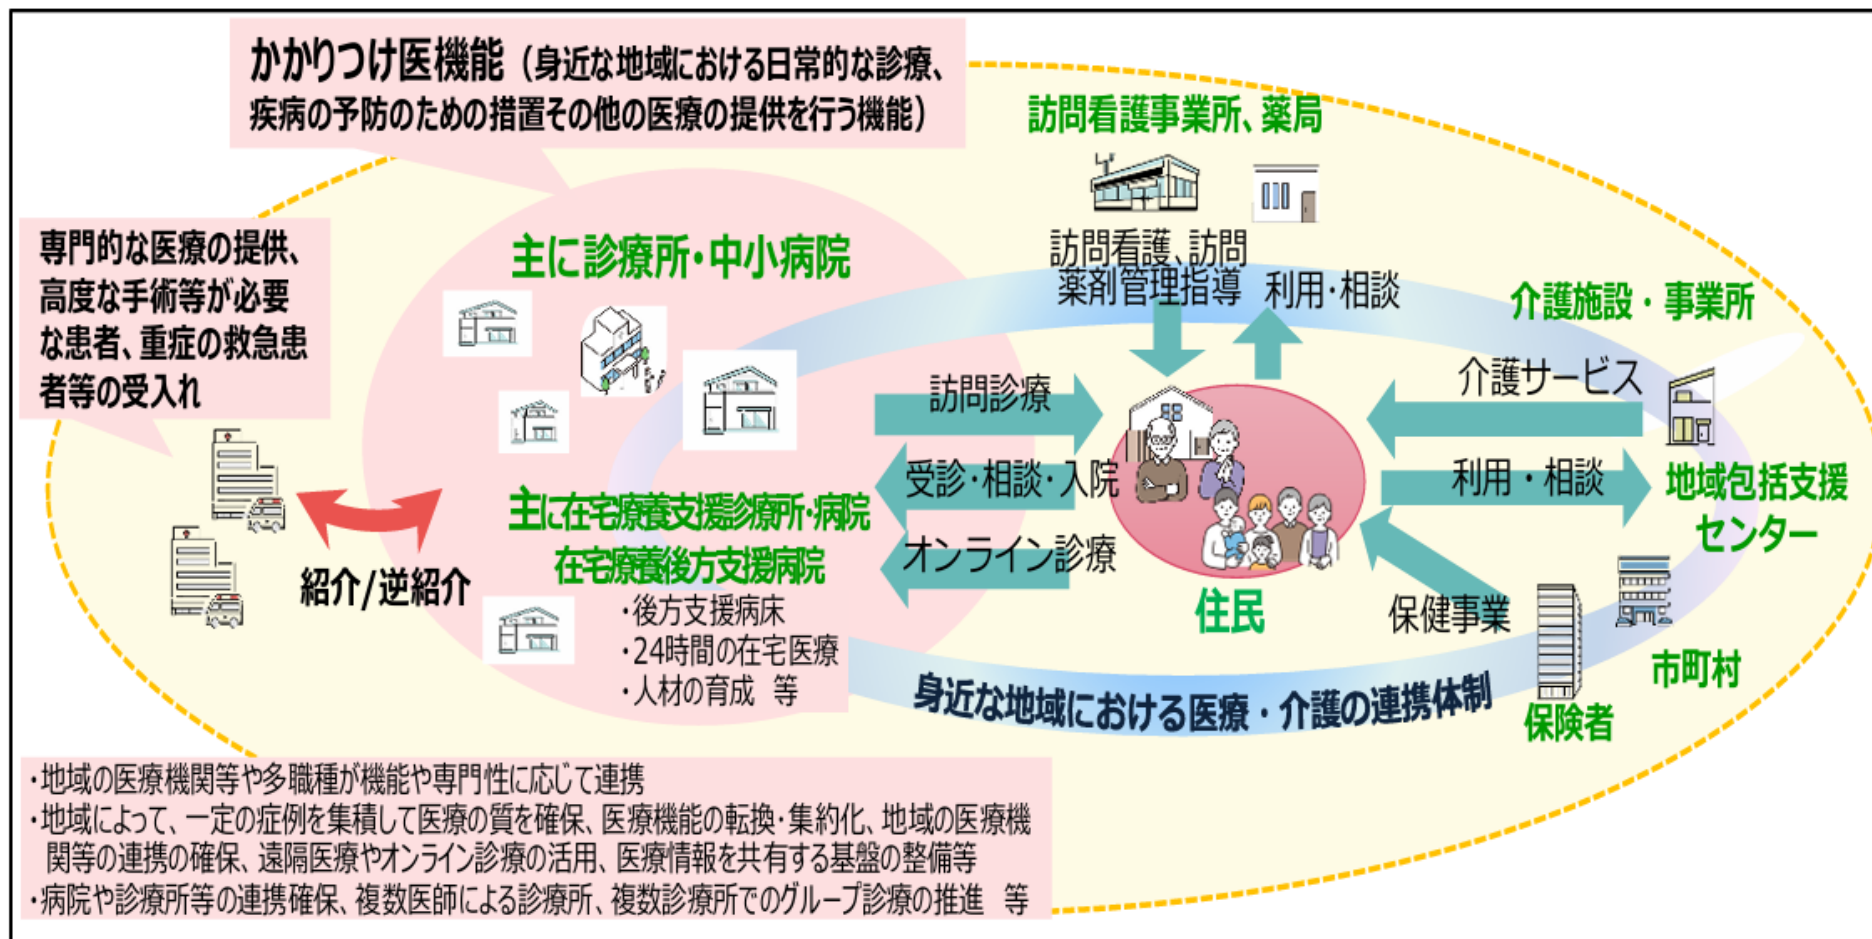 かかりつけ医機能（身近な地域における日常的な診療、
疾病の予防のための措置その他の医療の提供を行う機能）
専門的な医療の提供、
高度な手術等が必要
な患者、重症の救急患
者等の受入れ
紹介/逆紹介
主に診療所・中小病院
主に在宅療養支援診療所・病院
在宅療養後方支援病院
・後方支援病床
・24時間の在宅医療
・人材の育成　等
訪問看護事業所、薬局
訪問看護、訪問
薬剤管理指導
利用・相談
訪問診療
受診・相談・入院
オンライン診療
住民
介護施設・事業所
介護サービス
利用・相談
地域包括支援
センター
保健事業
市町村
保険者
身近な地域における医療・介護の連携体制
・地域の医療機関等や多職種が機能や専門性に応じて連携
・地域によって、一定の症例を集積して医療の質を確保、医療機能の転換・集約化、地域の医療機
関等の連携の確保、遠隔医療やオンライン診療の活用、医療情報を共有する基盤の整備等
・病院や診療所等の連携確保、複数医師による診療所、複数診療所でのグループ診療の推進　等